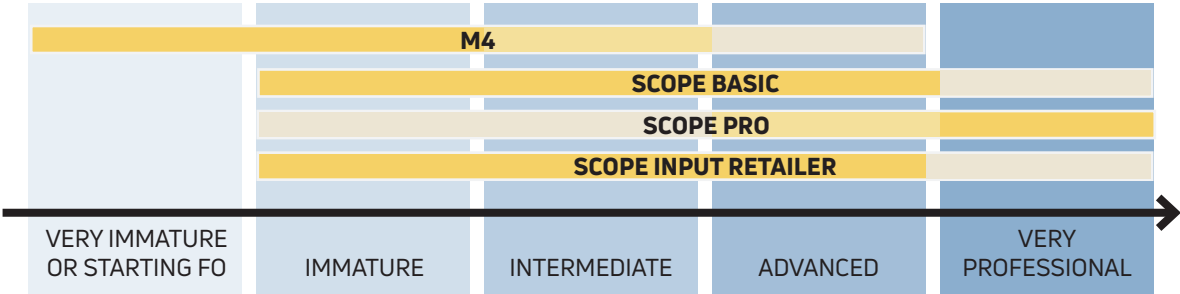 M4
SCOPE BASIC
SCOPE PRO
SCOPE INPUT RETAILER
VERY IMMATURE
OR STARTING FO
IMMATURE
INTERMEDIATE
ADVANCED
VERY
PROFESSIONAL